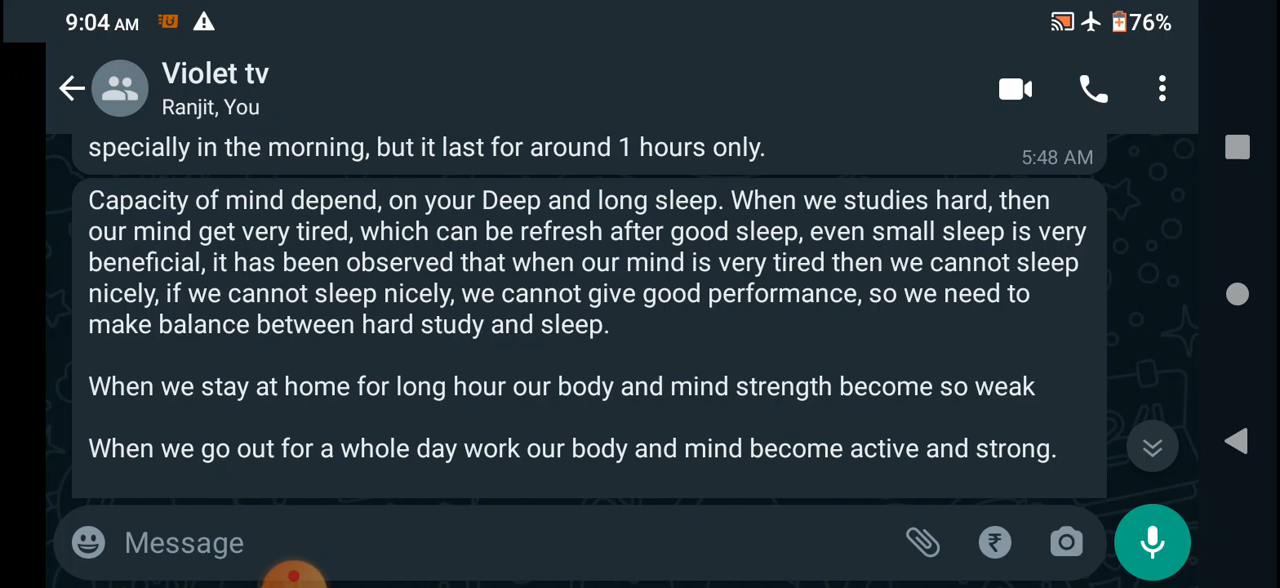 9:04 AM
76%
Violet tv
Ranjit, You
specially in the morning, but it last for around 1 hours only.
5:48 AM
Capacity of mind depend, on your Deep and long sleep. When we studies hard, then
our mind get very tired, which can be refresh after good sleep, even small sleep is very
beneficial, it has been observed that when our mind is very tired then we cannot sleep
nicely, if we cannot sleep nicely, we cannot give good performance, so we need to
make balance between hard study and sleep.
When we stay at home for long hour our body and mind strength become so weak
When we go out for a whole day work our body and mind become active and strong.
Message